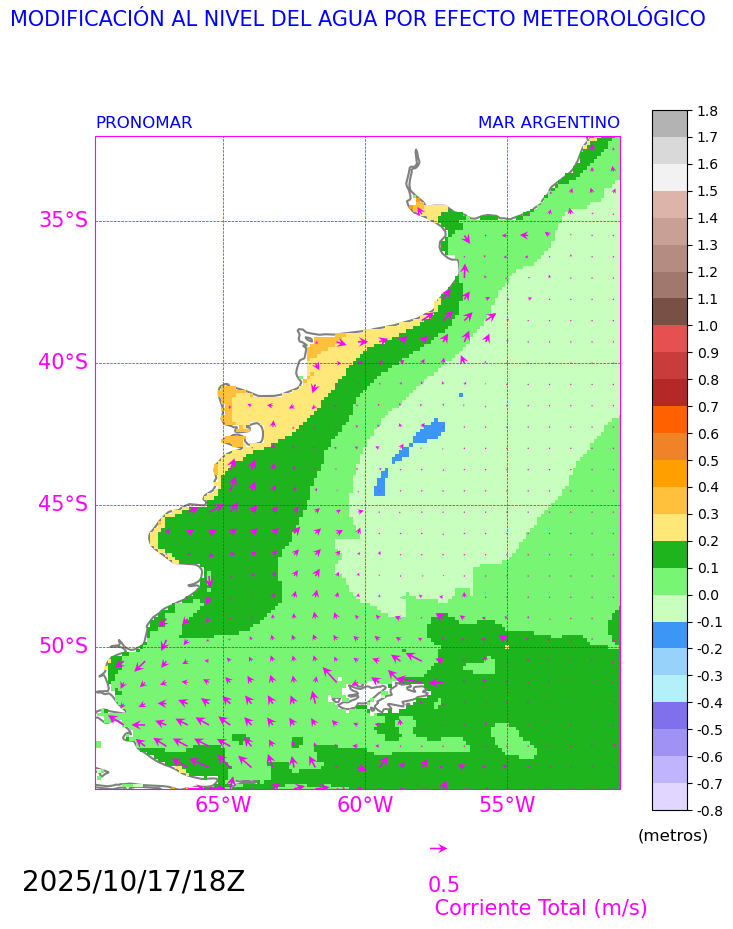 MODIFICACIÓN AL NIVEL DEL AGUA POR EFECTO METEOROLÓGICO
PRONOMAR MAR ARGENTINO
1.8
1.7
1.6
1.5
1.4
1.3
1.2
1.1
1.0
0.9
0.8
0.7
0.6
0.5
0.4
0.3
0.2
0.1
0.0
-0.1
-0.2
-0.3
-0.4
-0.5
-0.6
-0.7
-0.8
(metros)
35°S
40°S
45°S
50°S
65°W 60°W 55°W
2025/10/17/18Z
0.5
Corriente Total (m/s)